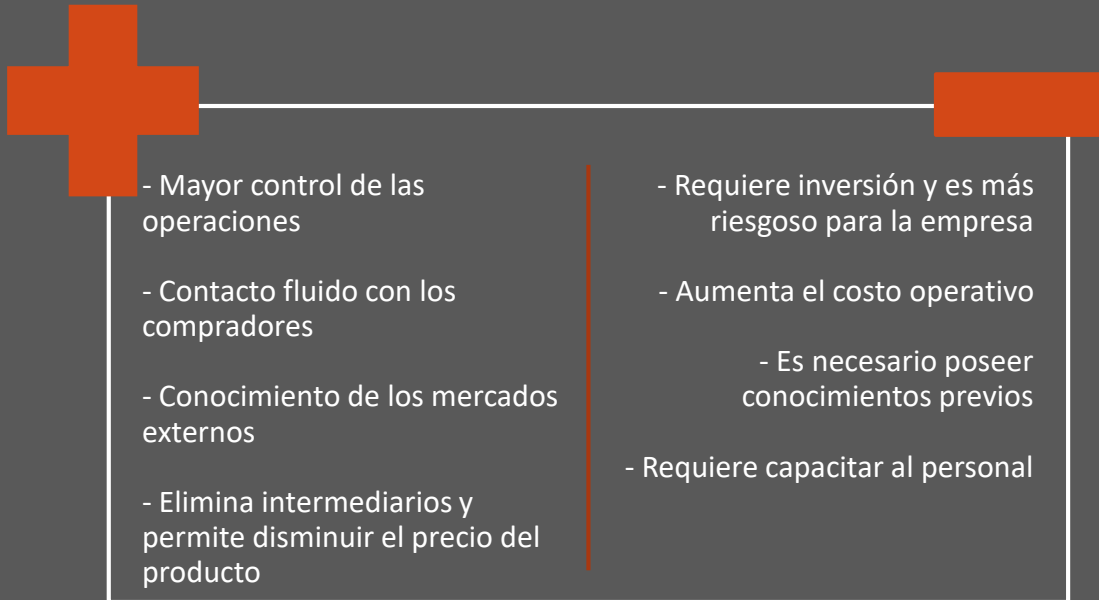 - Mayor control de las
operaciones
- Contacto fluido con los
compradores
- Conocimiento de los mercados
externos
- Elimina intermediarios y
permite disminuir el precio del
producto
- Requiere inversión y es más
riesgoso para la empresa
- Aumenta el costo operativo
- Es necesario poseer
conocimientos previos
- Requiere capacitar al personal